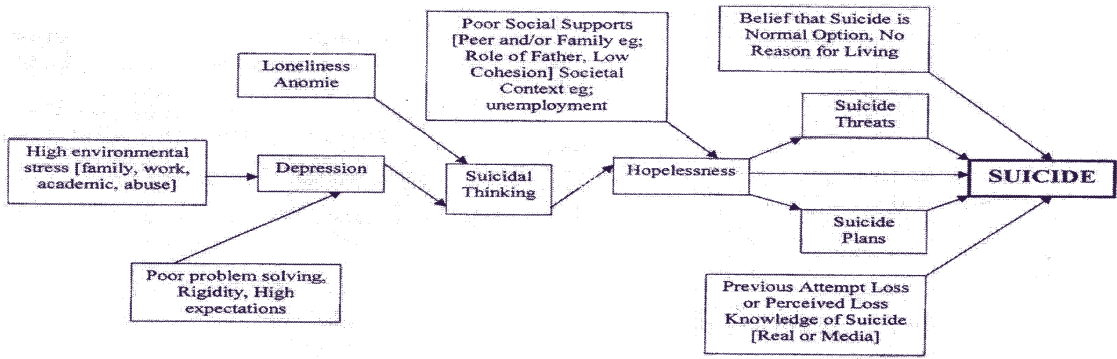 Poor Social Supports
[Peer and/or Family eg;
Role of Father, Low
Cohesion] Societal
Context eg;
unemployment
Belief that Suicide is
Normal Option, No
Reason for Living
Loneliness
Anomie
Suicide
Threats
High environmental
stress [family, work,
academic, abuse]
Depression
Suicidal
Thinking
Hopelessness
SUICIDE
Suicide
Plans
Poor problem solving,
Rigidity, High
expectations
Previous Attempt Loss
or Perceived Loss
Knowledge of Suicide
[Real or Media]